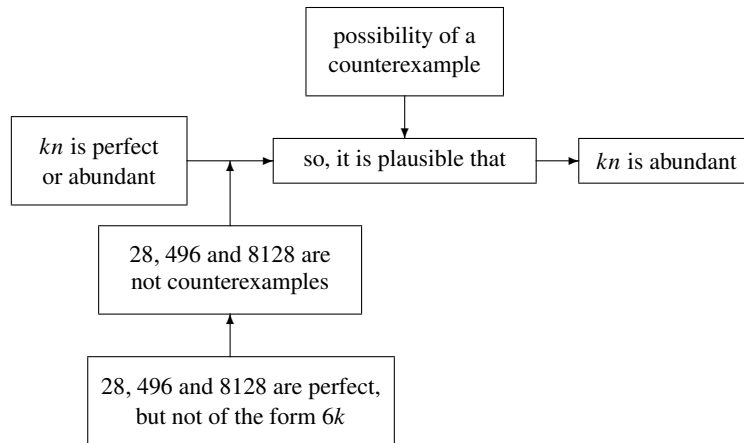 possibility of a
counterexample
kn is perfect
or abundant
so, it is plausible that
kn is abundant
28, 496 and 8128 are
not counterexamples
28, 496 and 8128 are perfect,
but not of the form 6k